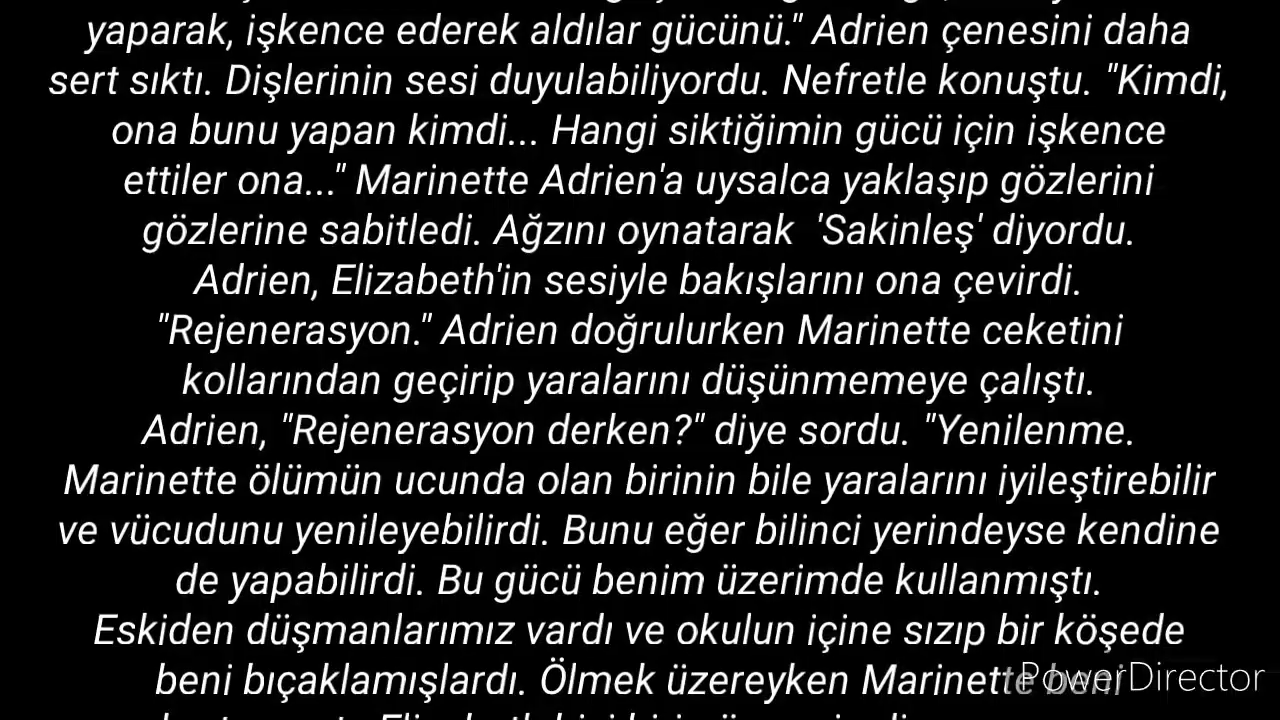 yaparak, işkence ederek aldılar gücünü." Adrien çenesini daha
sert sıktı. Dişlerinin sesi duyulabiliyordu. Nefretle konuştu. "Kimdi,
ona bunu yapan kimdi... Hangi siktiğimin gücü için işkence
ettiler ona..." Marinette Adrien'a uysalca yaklaşıp gözlerini
gözlerine sabitledi. Ağzını oynatarak 'Sakinleş' diyordu.
Adrien, Elizabeth'in sesiyle bakışlarını ona çevirdi.
"Rejenerasyon." Adrien doğrulurken Marinette ceketini
kollarından geçirip yaralarını düşünmemeye çalıştı.
Adrien, "Rejenerasyon derken?" diye sordu. "Yenilenme.
Marinette ölümün ucunda olan birinin bile yaralarını iyileştirebilir
ve vücudunu yenileyebilirdi. Bunu eğer bilinci yerindeyse kendine
de yapabilirdi. Bu gücü benim üzerimde kullanmıştı.
Eskiden düşmanlarımız vardı ve okulun içine sızıp bir köşede
beni bıçaklamışlardı. Ölmek üzereyken Marinette beni
PowerDirector